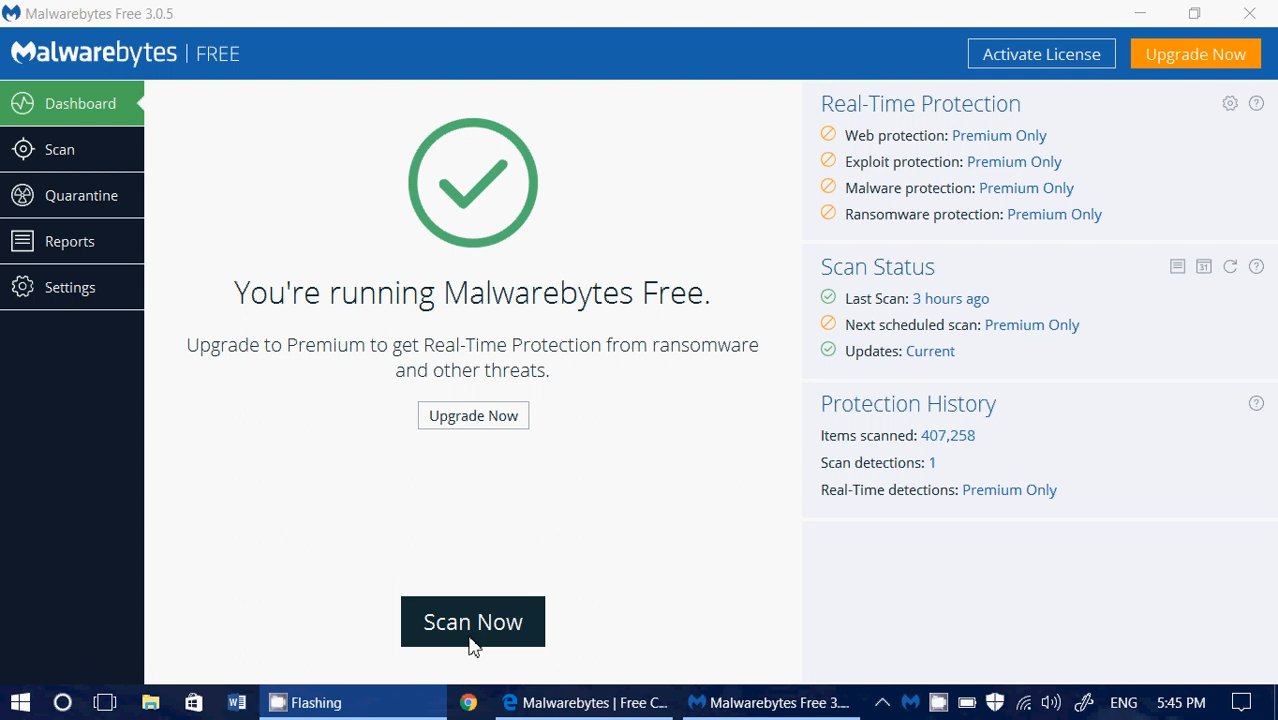 Malwarebytes Free 3.0.5
Malwarebytes | FREE
Activate License
Upgrade Now
Dashboard
Scan
Quarantine
Reports
Settings
You're running Malwarebytes Free.
Upgrade to Premium to get Real-Time Protection from ransomware
and other threats.
Upgrade Now
Scan Now
Real-Time Protection
Web protection: Premium Only
Exploit protection: Premium Only
Malware protection: Premium Only
Ransomware protection: Premium Only
Scan Status
31
Last Scan: 3 hours ago
Next scheduled scan: Premium Only
Updates: Current
Protection History
Items scanned: 407,258
Scan detections: 1
Real-Time detections: Premium Only
Flashing
Malwarebytes | Free C...
Malwarebytes Free 3....
ENG
5:45 PM